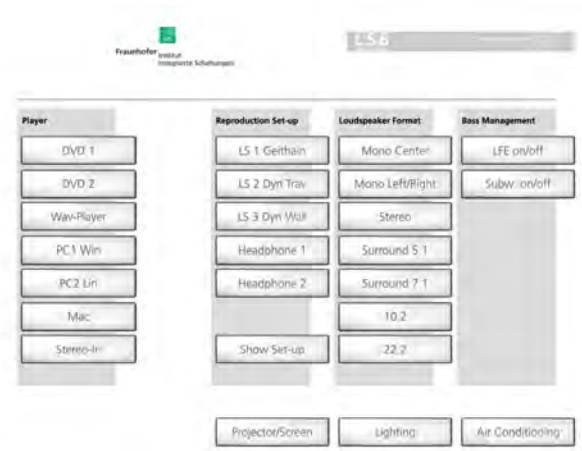 Fraunhofer
Institut
Integrierte Schaltungen
Player
DVD 1
DVD 2
Wav-Player
PC1 Win
PC2 Lin
Mac
Stereo-In
Reproduction Set-up
LS 1 Geithain
LS 2 Dyn Trav
LS 3 Dyn Wall
Headphone 1
Headphone 2
Show Set-up
Loudspeaker Format
Mono Center
Mono Left/Right
Stereo
Surround 5.1
Surround 7.1
10.2
22.2
Bass Management
LFE on/off
Subw. on/off
Projector/Screen
Lighting
Air Conditioning